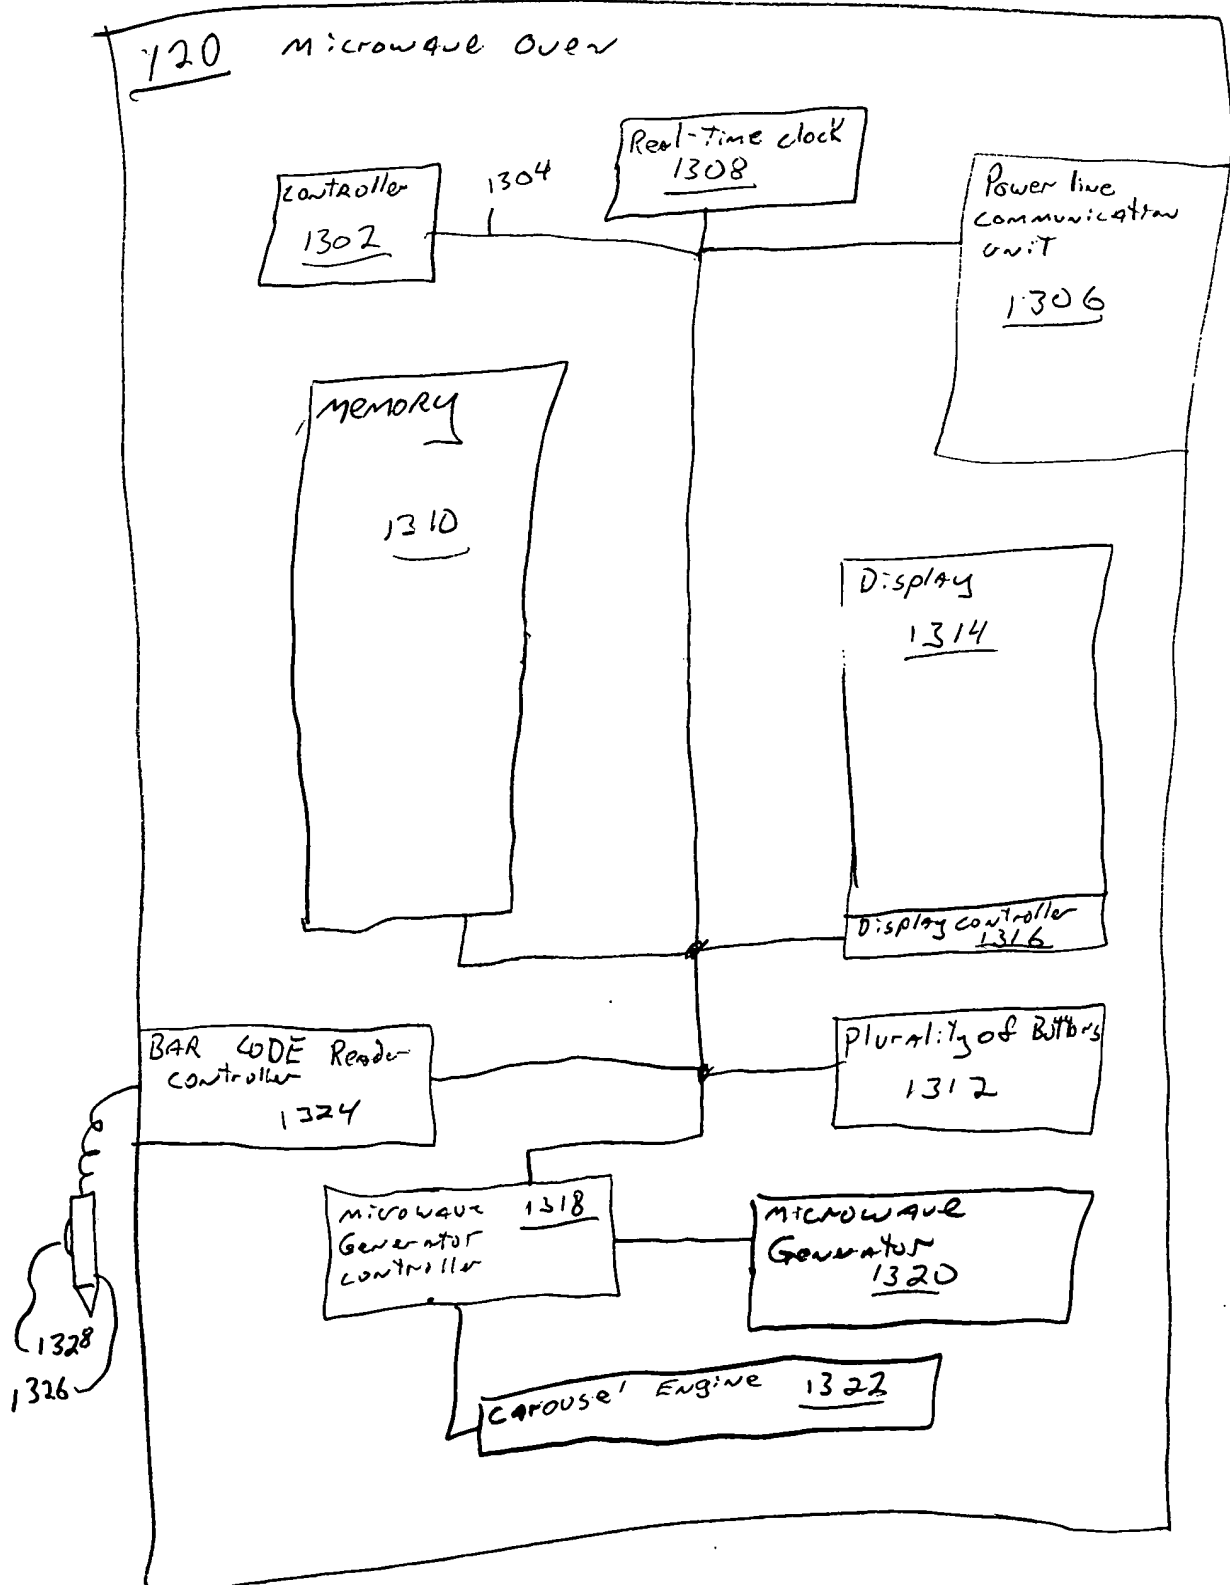 420 Microwave Oven
Controller
1302
1304
Real-Time clock
1308
Power line
communication
unit
1306
Memory
1310
Display
1314
Display controller
1316
BAR CODE Reader
controller
1324
Plurality of Buttons
1312
Microwave 1318
Generator
controller
Microwave
Generator
1320
1328
1326
Carousel Engine 1322